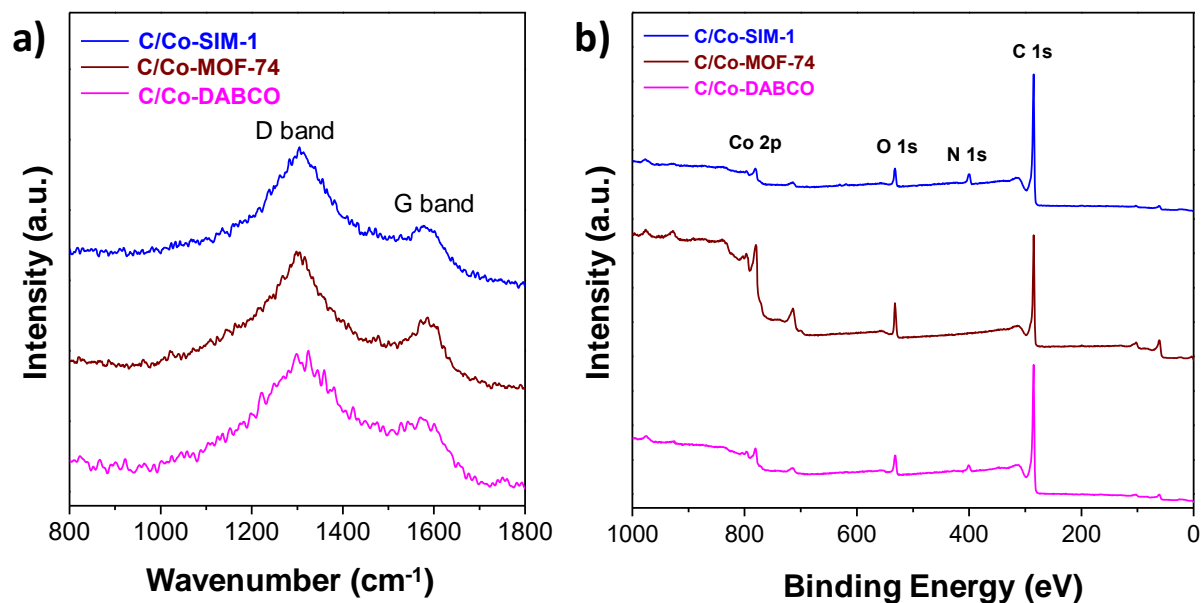 a)
C/Co-SIM-1
C/Co-MOF-74
C/Co-DABCO
D band
G band
Intensity (a.u.)
800 1000 1200 1400 1600 1800
Wavenumber (cm⁻¹)
b)
C/Co-SIM-1
C/Co-MOF-74
C/Co-DABCO
C 1s
Co 2p
O 1s
N 1s
Intensity (a.u.)
1000 800 600 400 200 0
Binding Energy (eV)